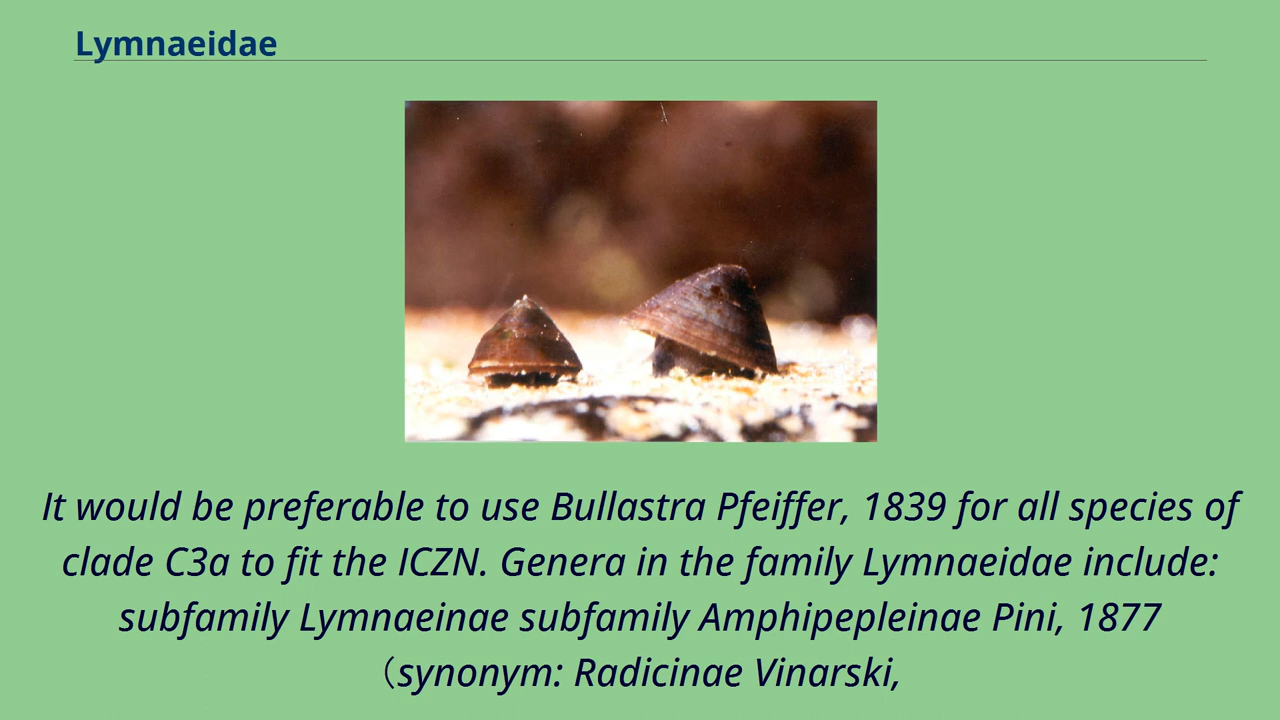 Lymnaeidae
It would be preferable to use Bullastra Pfeiffer, 1839 for all species of
clade C3a to fit the ICZN. Genera in the family Lymnaeidae include:
subfamily Lymnaeinae subfamily Amphipepleinae Pini, 1877
（synonym: Radicinae Vinarski,